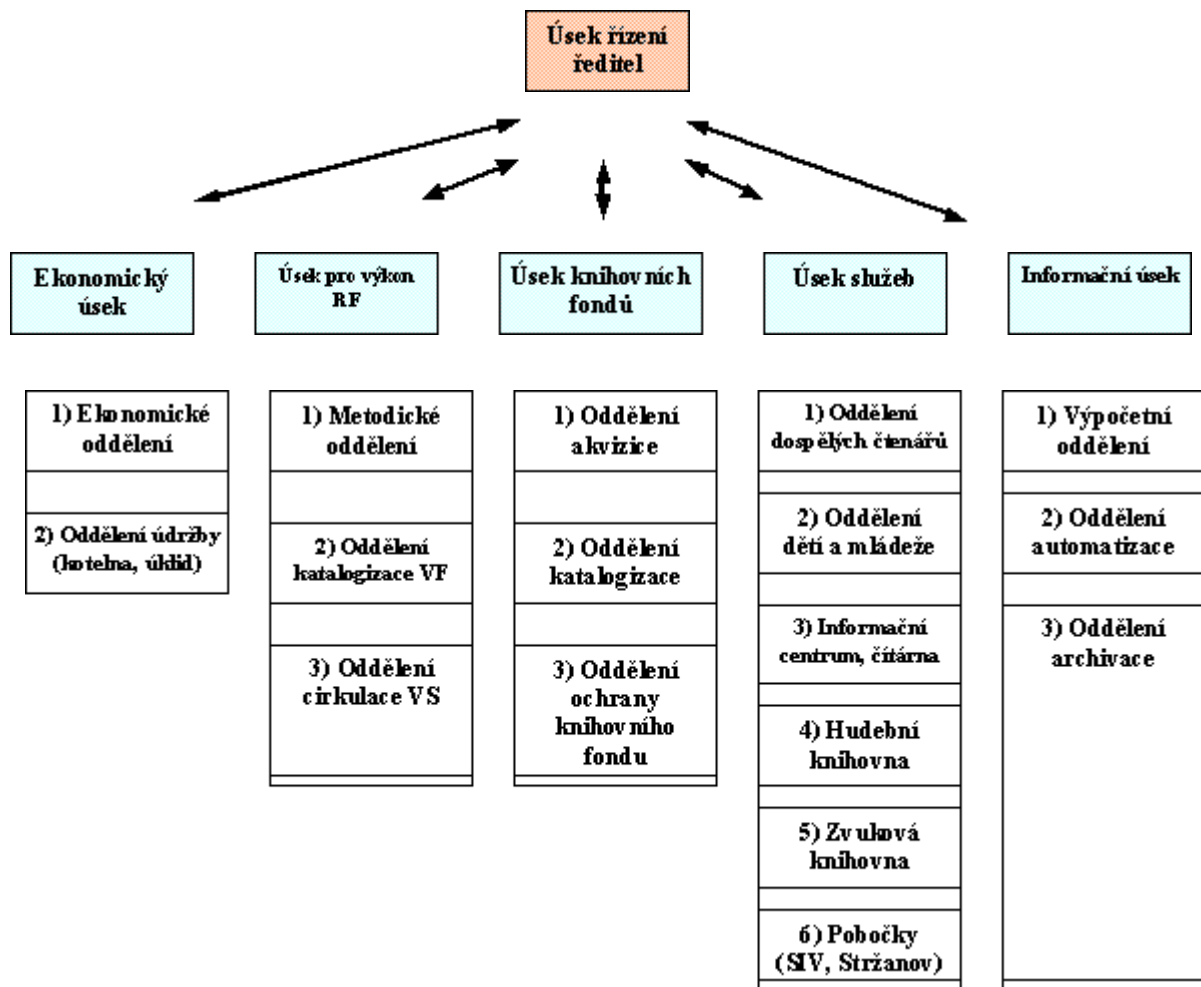 Úsek řízení
ředitel
Ekonomický
úsek
Úsek pro výkon
RF
Úsek knihovních
fondů
Úsek služeb
Informační úsek
1) Ekonomické
oddělení
2) Oddělení údržby
(kotelna, úklid)
1) Metodické
oddělení
2) Oddělení
katalogizace VF
3) Oddělení
cirkulace VS
1) Oddělení
akvizice
2) Oddělení
katalogizace
3) Oddělení
ochrany
knihovního
fondu
1) Oddělení
dospělých čtenářů
2) Oddělení
dětí a mládeže
3) Informační
centrum, čítárna
4) Hudební
knihovna
5) Zvuková
knihovna
6) Pobočky
(SIV, Stržanov)
1) Výpočetní
oddělení
2) Oddělení
automatizace
3) Oddělení
archivace